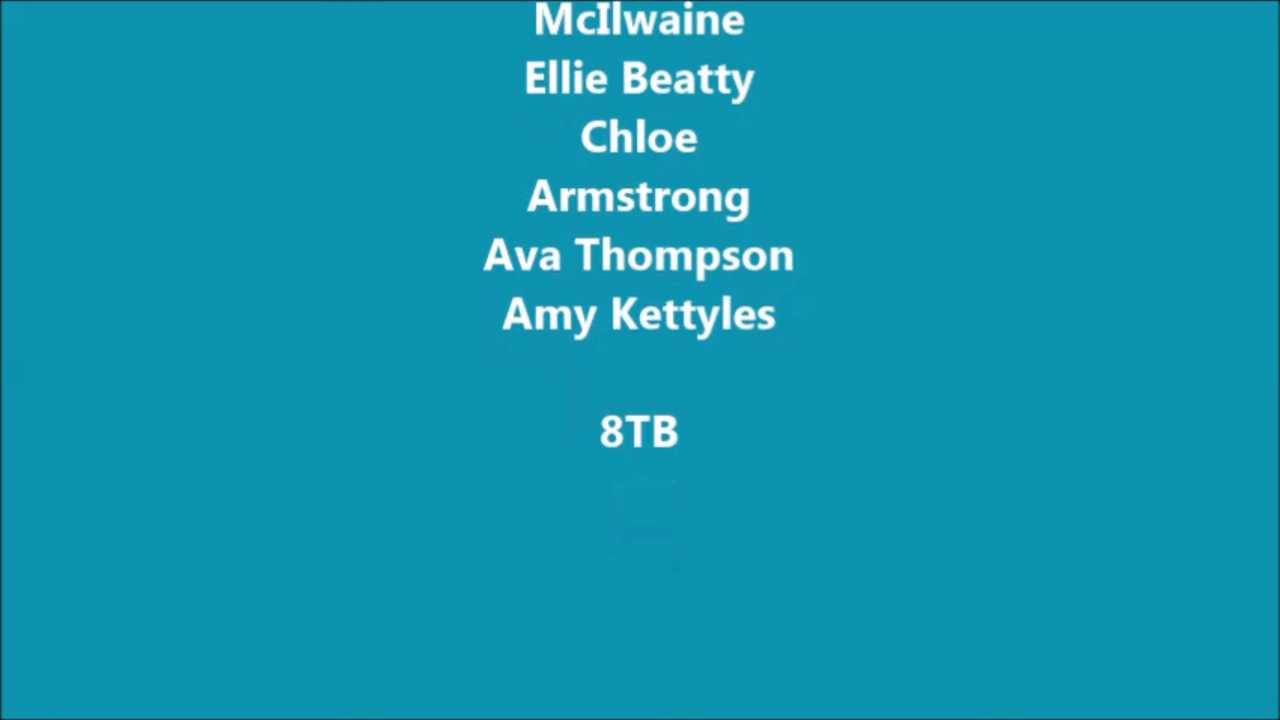 McIlwaine
Ellie Beatty
Chloe
Armstrong
Ava Thompson
Amy Kettyles
8TB